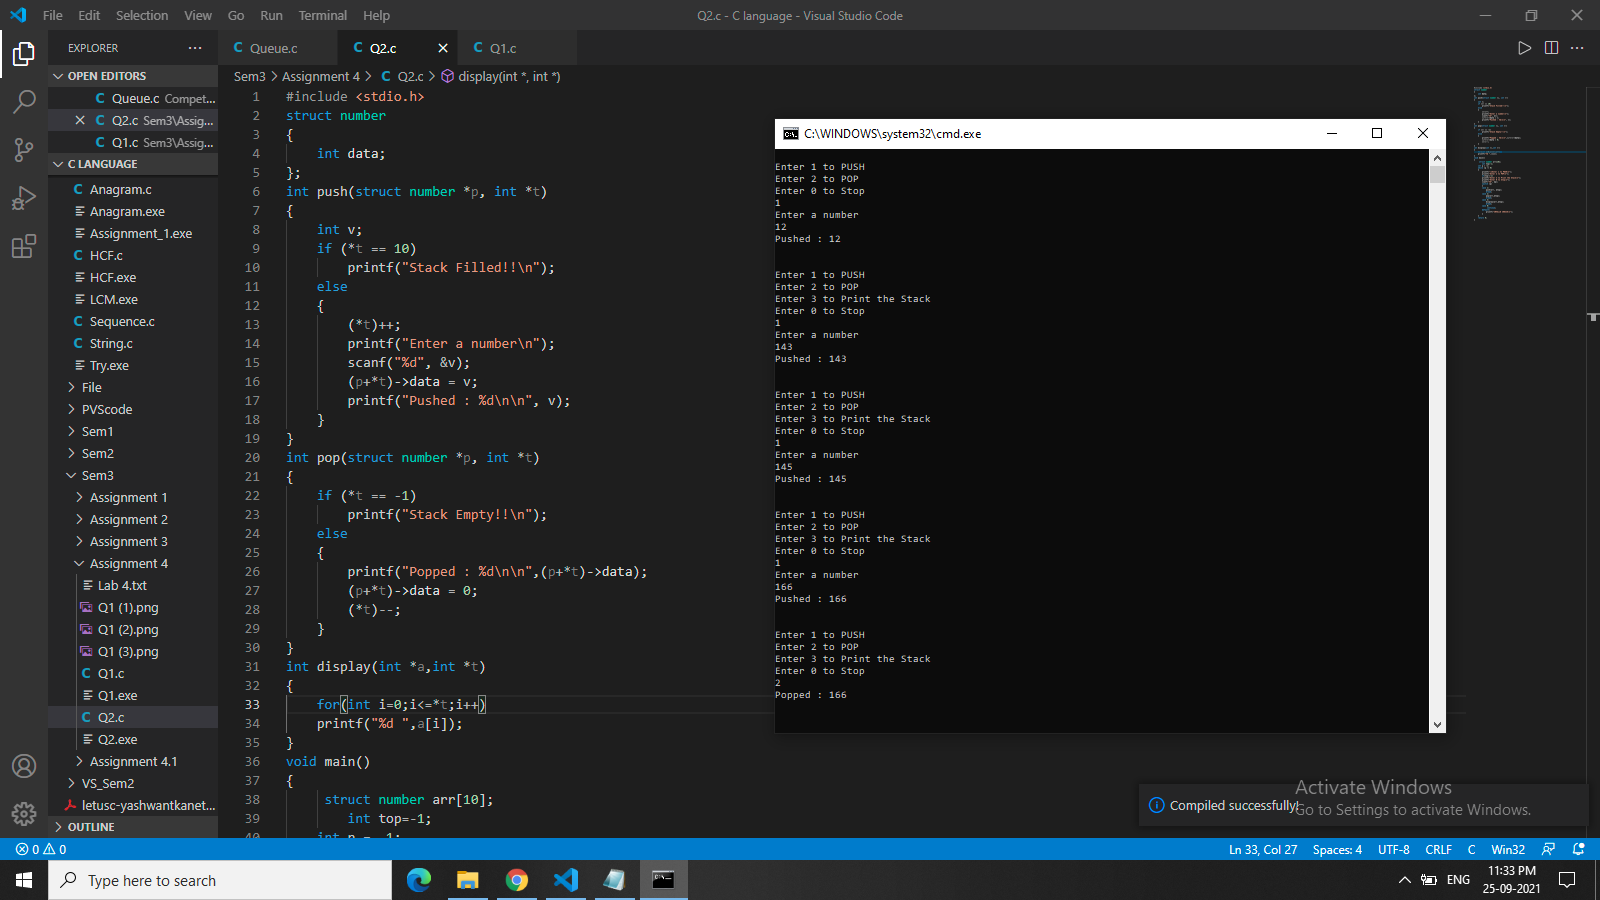 File Edit Selection View Go Run Terminal Help
Q2.c - C language - Visual Studio Code
EXPLORER
OPEN EDITORS
C Queue.c Compet...
C Q2.c Sem3\Assig...
C Q1.c Sem3\Assig...
C LANGUAGE
C Anagram.c
Anagram.exe
Assignment_1.exe
C HCF.c
HCF.exe
LCM.exe
C Sequence.c
C String.c
Try.exe
File
PVScode
Sem1
Sem2
Sem3
Assignment 1
Assignment 2
Assignment 3
Assignment 4
Lab 4.txt
Q1 (1).png
Q1 (2).png
Q1 (3).png
C Q1.c
Q1.exe
C Q2.c
Q2.exe
Assignment 4.1
VS_Sem2
letusc-yashwantkanet...
OUTLINE
C Queue.c C Q2.c C Q1.c
Sem3 > Assignment 4 > C Q2.c > display(int *, int *)
1 #include <stdio.h>
2 struct number
3 {
4 int data;
5 };
6 int push(struct number *p, int *t)
7 {
8 int v;
9 if (*t == 10)
10 printf("Stack Filled!!\n");
11 else
12 {
13 (*t)++;
14 printf("Enter a number\n");
15 scanf("%d", &v);
16 (p+*t)->data = v;
17 printf("Pushed : %d\n\n", v);
18 }
19 }
20 int pop(struct number *p, int *t)
21 {
22 if (*t == -1)
23 printf("Stack Empty!!\n");
24 else
25 {
26 printf("Popped : %d\n\n",(p+*t)->data);
27 (p+*t)->data = 0;
28 (*t)--;
29 }
30 }
31 int display(int *a,int *t)
32 {
33 for(int i=0;i<=*t;i++)
34 printf("%d ",a[i]);
35 }
36 void main()
37 {
38 struct number arr[10];
39 int top=-1;
40 int n = -1;
C:\WINDOWS\system32\cmd.exe
Enter 1 to PUSH
Enter 2 to POP
Enter 0 to Stop
1
Enter a number
12
Pushed : 12
Enter 1 to PUSH
Enter 2 to POP
Enter 3 to Print the Stack
Enter 0 to Stop
1
Enter a number
143
Pushed : 143
Enter 1 to PUSH
Enter 2 to POP
Enter 3 to Print the Stack
Enter 0 to Stop
1
Enter a number
145
Pushed : 145
Enter 1 to PUSH
Enter 2 to POP
Enter 3 to Print the Stack
Enter 0 to Stop
1
Enter a number
166
Pushed : 166
Enter 1 to PUSH
Enter 2 to POP
Enter 3 to Print the Stack
Enter 0 to Stop
2
Popped : 166
Compiled successfully!
Activate Windows
Go to Settings to activate Windows.
0 0
Ln 33, Col 27 Spaces: 4 UTF-8 CRLF C Win32
Type here to search
ENG
11:33 PM
25-09-2021